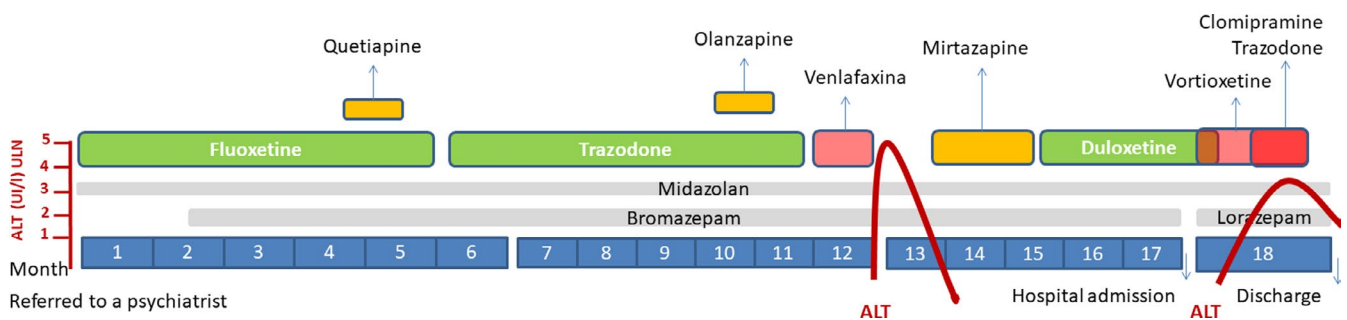 Clomipramine
Trazodone
Quetiapine
Olanzapine
Mirtazapine
Venlafaxina
Vortioxetine
ALT (UI/l) ULN
5
4
3
2
1
Fluoxetine
Trazodone
Duloxetine
Midazolan
Bromazepam
Lorazepam
Month
1 2 3 4 5 6 7 8 9 10 11 12 13 14 15 16 17 18
Referred to a psychiatrist
ALT
Hospital admission
ALT
Discharge